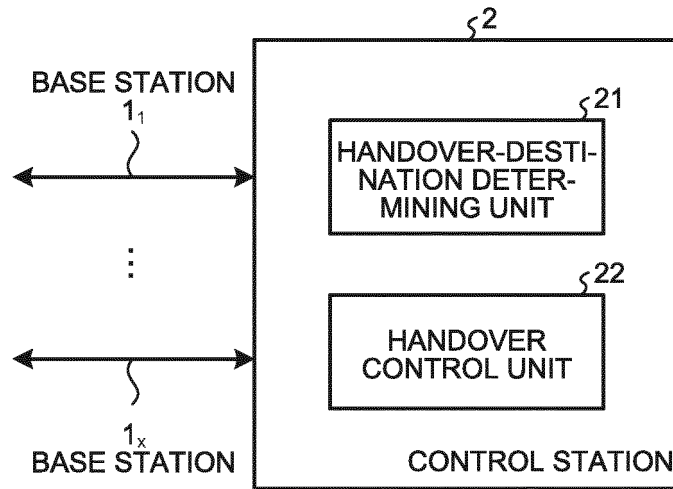 2
BASE STATION
1₁
21
HANDOVER-DESTI-
NATION DETER-
MINING UNIT
⋮
22
HANDOVER
CONTROL UNIT
1ₓ
BASE STATION
CONTROL STATION